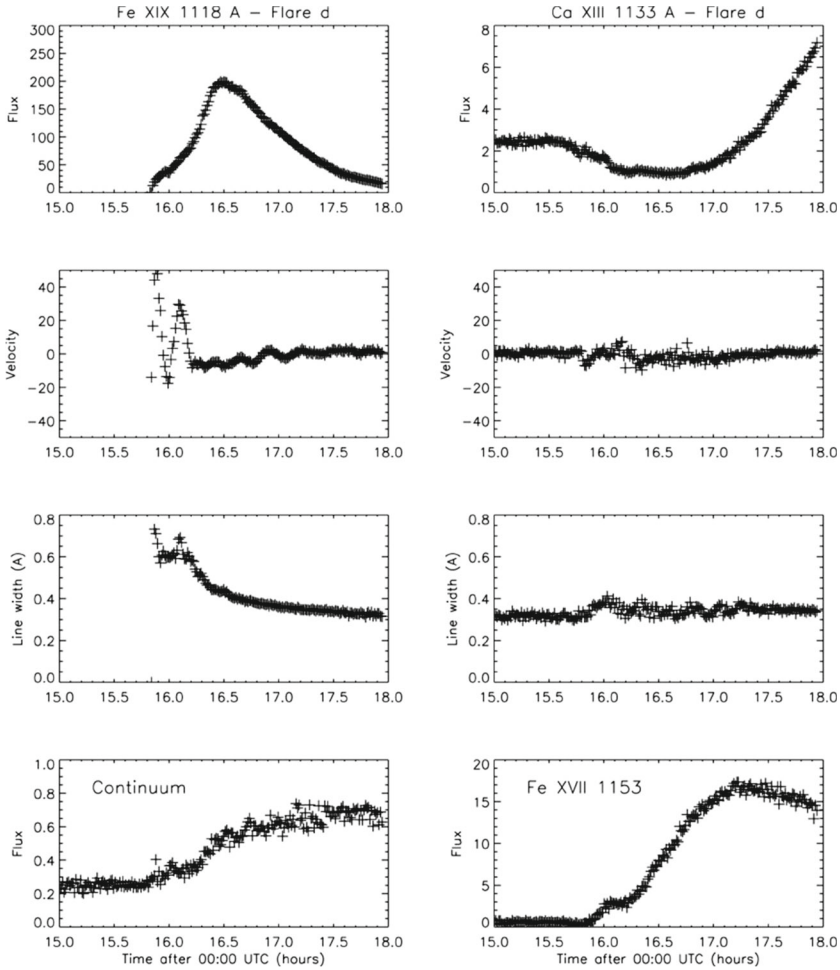 Fe XIX 1118 A – Flare d
Ca XIII 1133 A – Flare d
300
250
200
150
100
50
0
Flux
15.0 15.5 16.0 16.5 17.0 17.5 18.0
8
6
4
2
0
Flux
15.0 15.5 16.0 16.5 17.0 17.5 18.0
40
20
0
−20
−40
Velocity
15.0 15.5 16.0 16.5 17.0 17.5 18.0
40
20
0
−20
−40
Velocity
15.0 15.5 16.0 16.5 17.0 17.5 18.0
0.8
0.6
0.4
0.2
0.0
Line width (A)
15.0 15.5 16.0 16.5 17.0 17.5 18.0
0.8
0.6
0.4
0.2
0.0
Line width (A)
15.0 15.5 16.0 16.5 17.0 17.5 18.0
1.0
0.8
0.6
0.4
0.2
0.0
Flux
Continuum
15.0 15.5 16.0 16.5 17.0 17.5 18.0
Time after 00:00 UTC (hours)
20
15
10
5
0
Flux
Fe XVII 1153
15.0 15.5 16.0 16.5 17.0 17.5 18.0
Time after 00:00 UTC (hours)